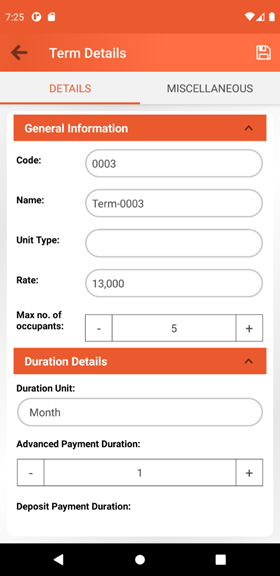 7:25
Term Details
DETAILS
MISCELLANEOUS
General Information
Code:
0003
Name:
Term-0003
Unit Type:
Rate:
13,000
Max no. of
occupants:
- 5 +
Duration Details
Duration Unit:
Month
Advanced Payment Duration:
- 1 +
Deposit Payment Duration: